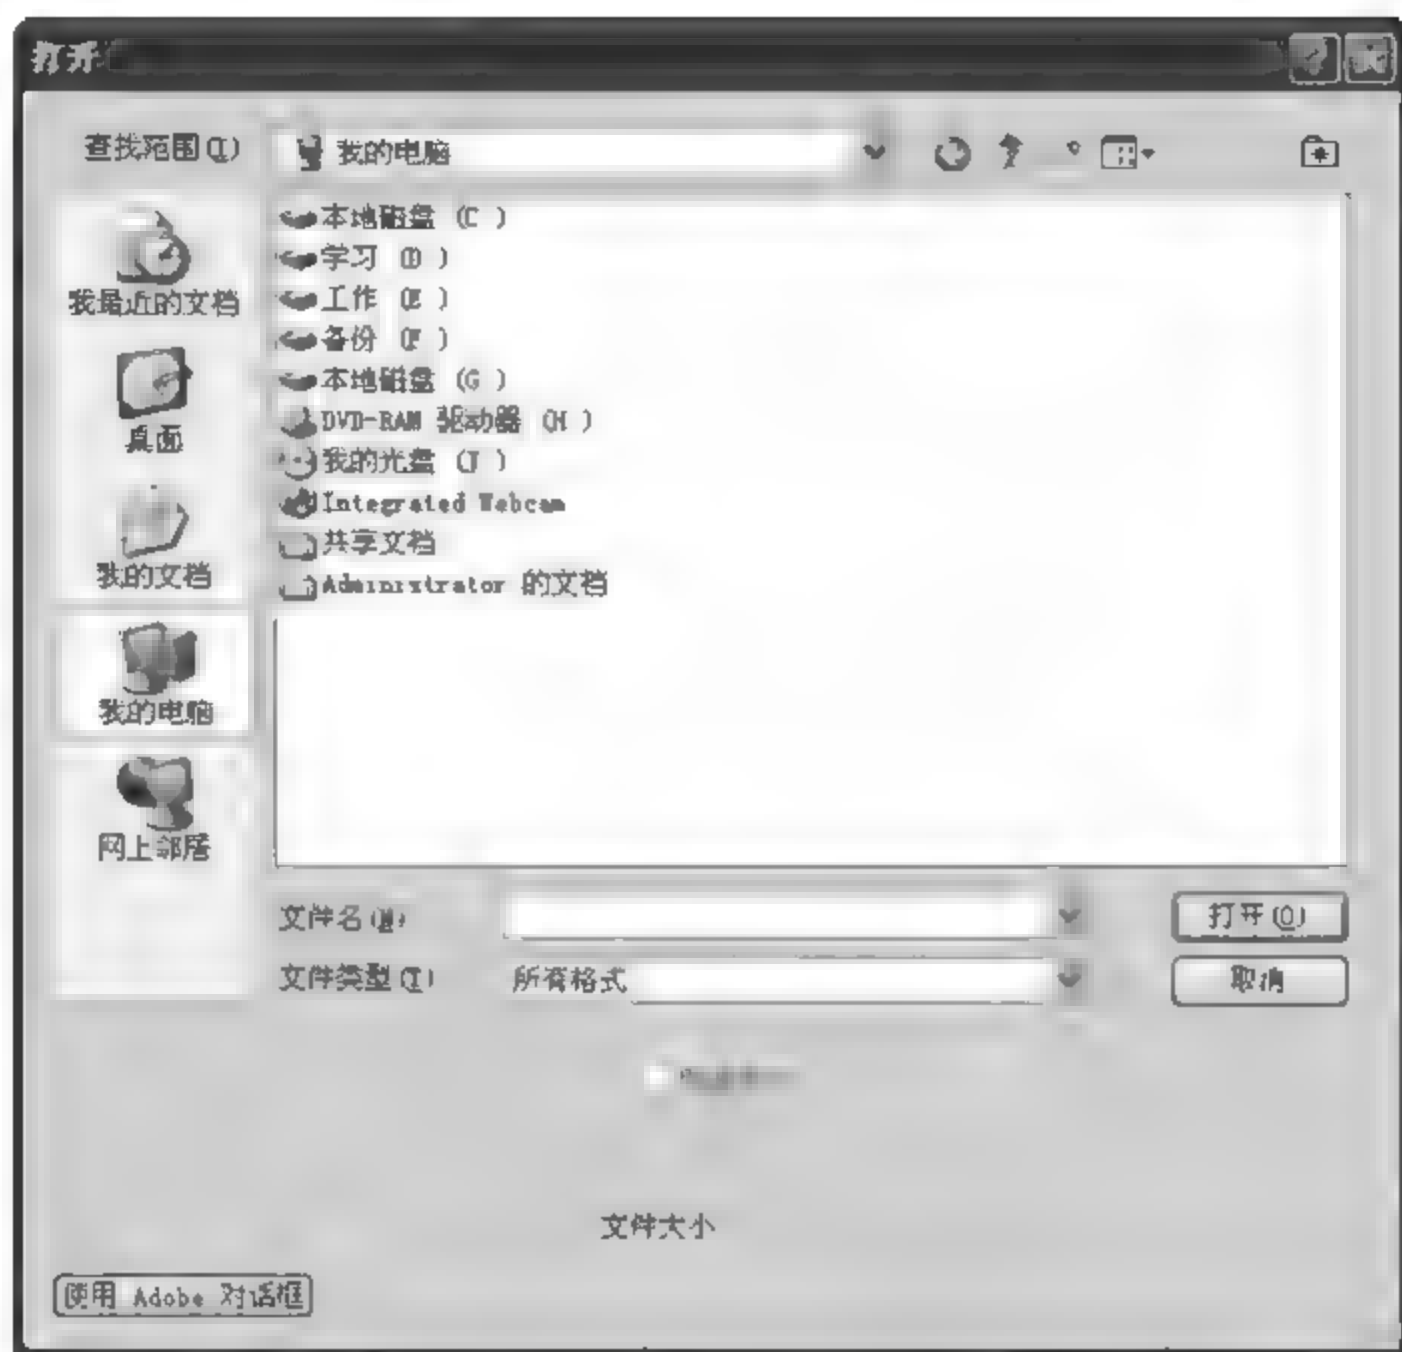 打开
查找范围(I)
我的电脑
我最近的文档
桌面
我的文档
我的电脑
网上邻居
本地磁盘 (C )
学习 (D )
工作 (E )
备份 (F )
本地磁盘 (G )
DVD-RAM 驱动器 (H )
我的光盘 (J )
Integrated Webcam
共享文档
Administrator 的文档
文件名(N)
打开(O)
文件类型(T)
所有格式
取消
文件大小
使用 Adobe 对话框